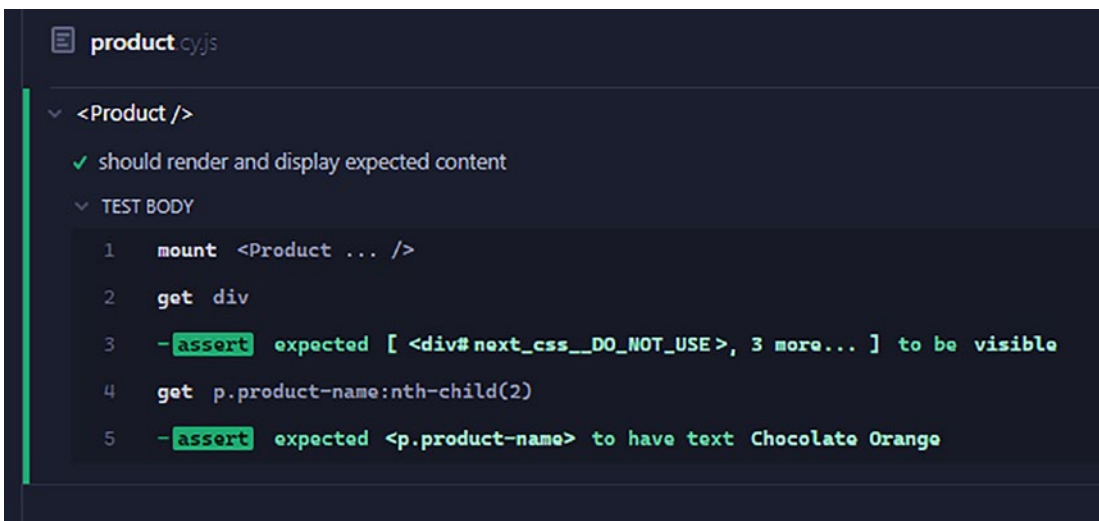 product.cy.js
<Product />
✓ should render and display expected content
TEST BODY
1 mount <Product ... />
2 get div
3 -assert expected [ <div#next_css__DO_NOT_USE>, 3 more... ] to be visible
4 get p.product-name:nth-child(2)
5 -assert expected <p.product-name> to have text Chocolate Orange